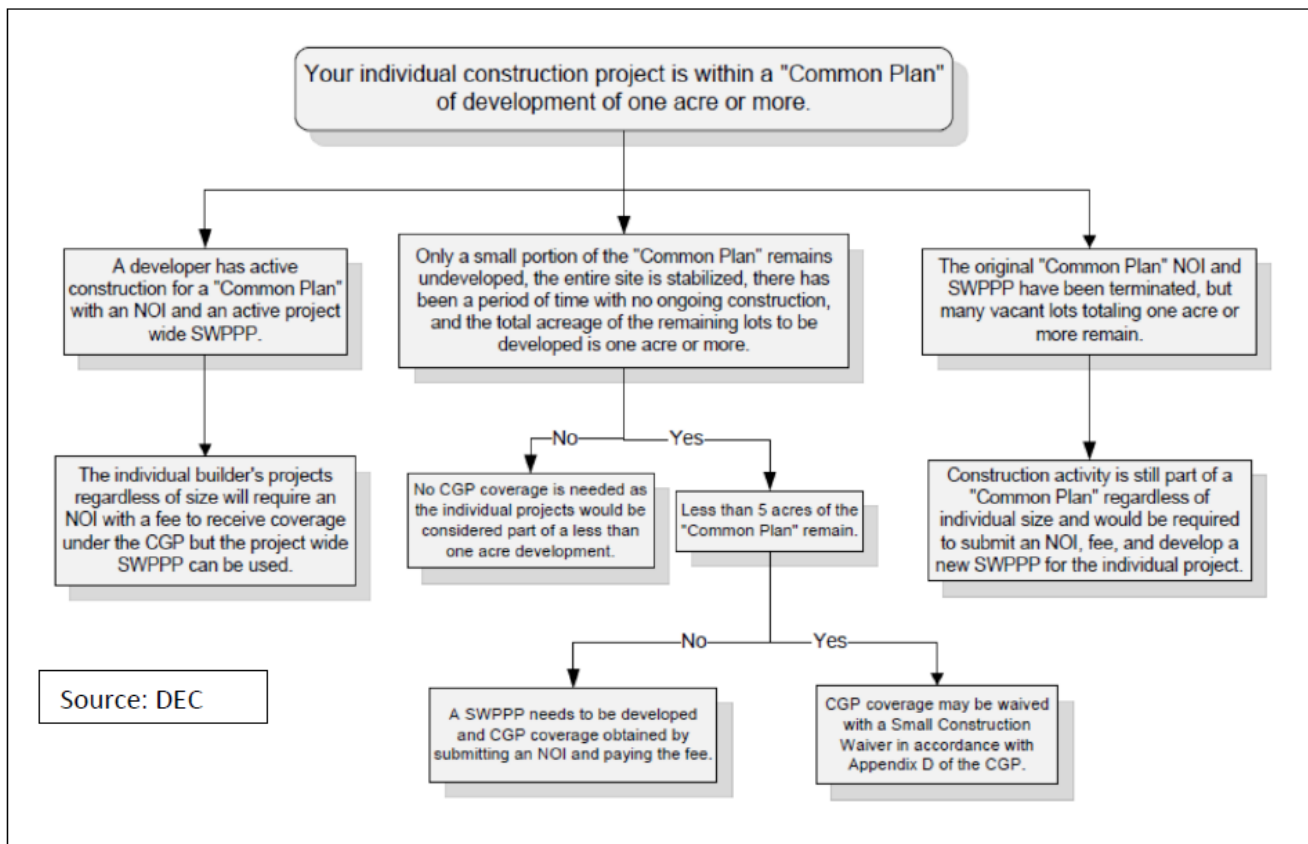 Your individual construction project is within a "Common Plan"
of development of one acre or more.
A developer has active
construction for a "Common Plan"
with an NOI and an active project
wide SWPPP.
Only a small portion of the "Common Plan" remains
undeveloped, the entire site is stabilized, there has
been a period of time with no ongoing construction,
and the total acreage of the remaining lots to be
developed is one acre or more.
The original "Common Plan" NOI and
SWPPP have been terminated, but
many vacant lots totaling one acre or
more remain.
No
Yes
The individual builder's projects
regardless of size will require an
NOI with a fee to receive coverage
under the CGP but the project wide
SWPPP can be used.
No CGP coverage is needed as
the individual projects would be
considered part of a less than
one acre development.
Less than 5 acres of the
"Common Plan" remain.
Construction activity is still part of a
"Common Plan" regardless of
individual size and would be required
to submit an NOI, fee, and develop a
new SWPPP for the individual project.
No
Yes
Source: DEC
A SWPPP needs to be developed
and CGP coverage obtained by
submitting an NOI and paying the fee.
CGP coverage may be waived
with a Small Construction
Waiver in accordance with
Appendix D of the CGP.